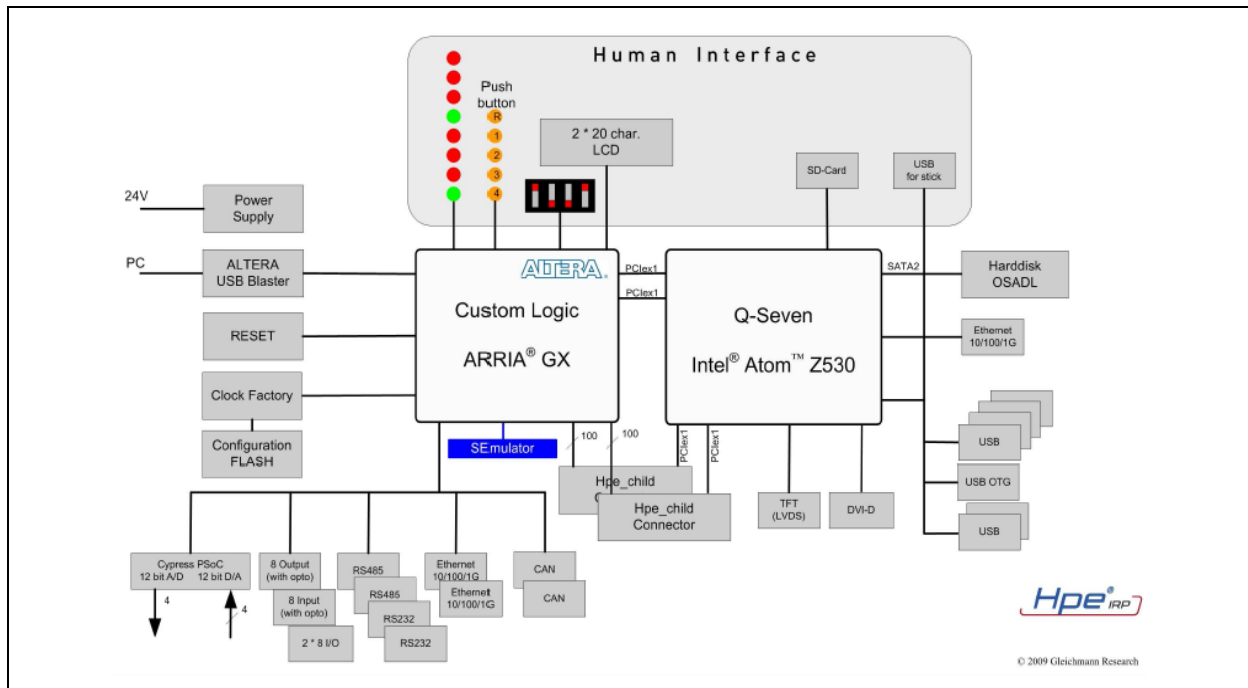 Human Interface
Push
button
R
1
2
3
4
2 * 20 char.
LCD
SD-Card
USB
for stick
24V
Power
Supply
PC
ALTERA
USB Blaster
RESET
Clock Factory
Configuration
FLASH
ALTERA®
Custom Logic
ARRIA® GX
PCIex1
PCIex1
Q-Seven
Intel® Atom™ Z530
SATA2
Harddisk
OSADL
Ethernet
10/100/1G
USB
USB OTG
USB
SEmulator
100
100
PCIex1
PCIex1
Hpe_child
Hpe_child
Connector
TFT
(LVDS)
DVI-D
Cypress PSoC
12 bit A/D 12 bit D/A
4
4
8 Output
(with opto)
8 Input
(with opto)
2 * 8 I/O
RS485
RS485
RS232
RS232
Ethernet
10/100/1G
Ethernet
10/100/1G
CAN
CAN
Hpe® IRP
© 2009 Gleichmann Research